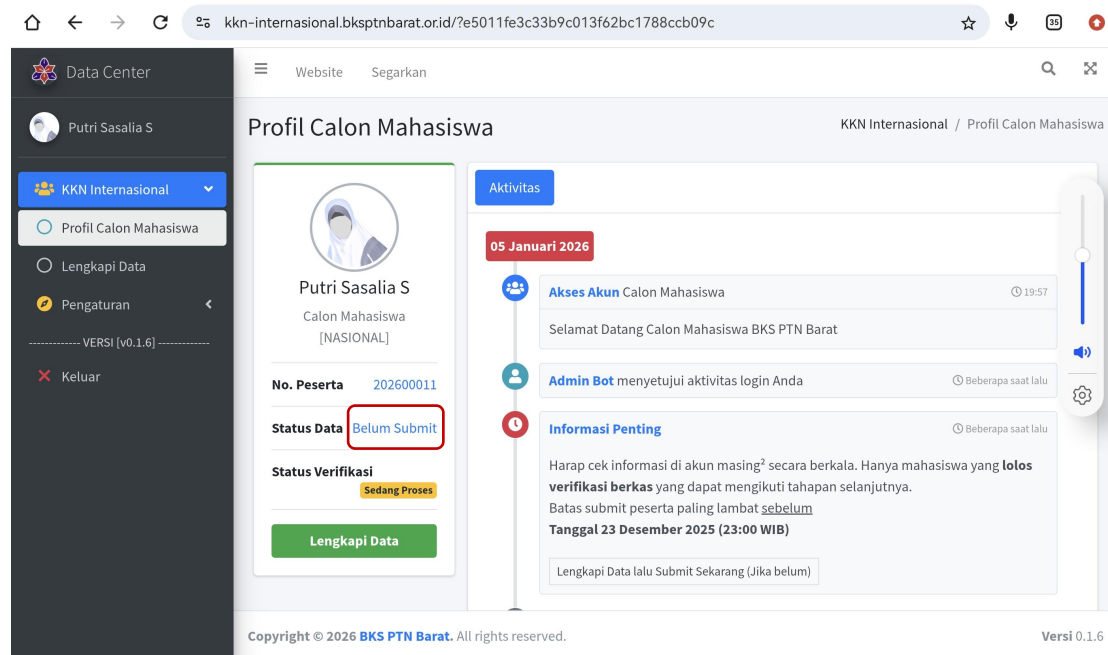 kkn-internasional.bksptnbarat.or.id/?e5011fe3c33b9c013f62bc1788ccb09c
35
Data Center
Website Segarkan
Putri Sasalia S
Profil Calon Mahasiswa
KKN Internasional / Profil Calon Mahasiswa
KKN Internasional
Profil Calon Mahasiswa
Lengkapi Data
Pengaturan
------------- VERSI [v0.1.6] -------------
Keluar
Putri Sasalia S
Calon Mahasiswa
[NASIONAL]
No. Peserta 202600011
Status Data Belum Submit
Status Verifikasi
Sedang Proses
Lengkapi Data
Aktivitas
05 Januari 2026
Akses Akun Calon Mahasiswa 19:57
Selamat Datang Calon Mahasiswa BKS PTN Barat
Admin Bot menyetujui aktivitas login Anda Beberapa saat lalu
Informasi Penting Beberapa saat lalu
Harap cek informasi di akun masing² secara berkala. Hanya mahasiswa yang lolos
verifikasi berkas yang dapat mengikuti tahapan selanjutnya.
Batas submit peserta paling lambat sebelum
Tanggal 23 Desember 2025 (23:00 WIB)
Lengkapi Data lalu Submit Sekarang (Jika belum)
Copyright © 2026 BKS PTN Barat. All rights reserved.
Versi 0.1.6